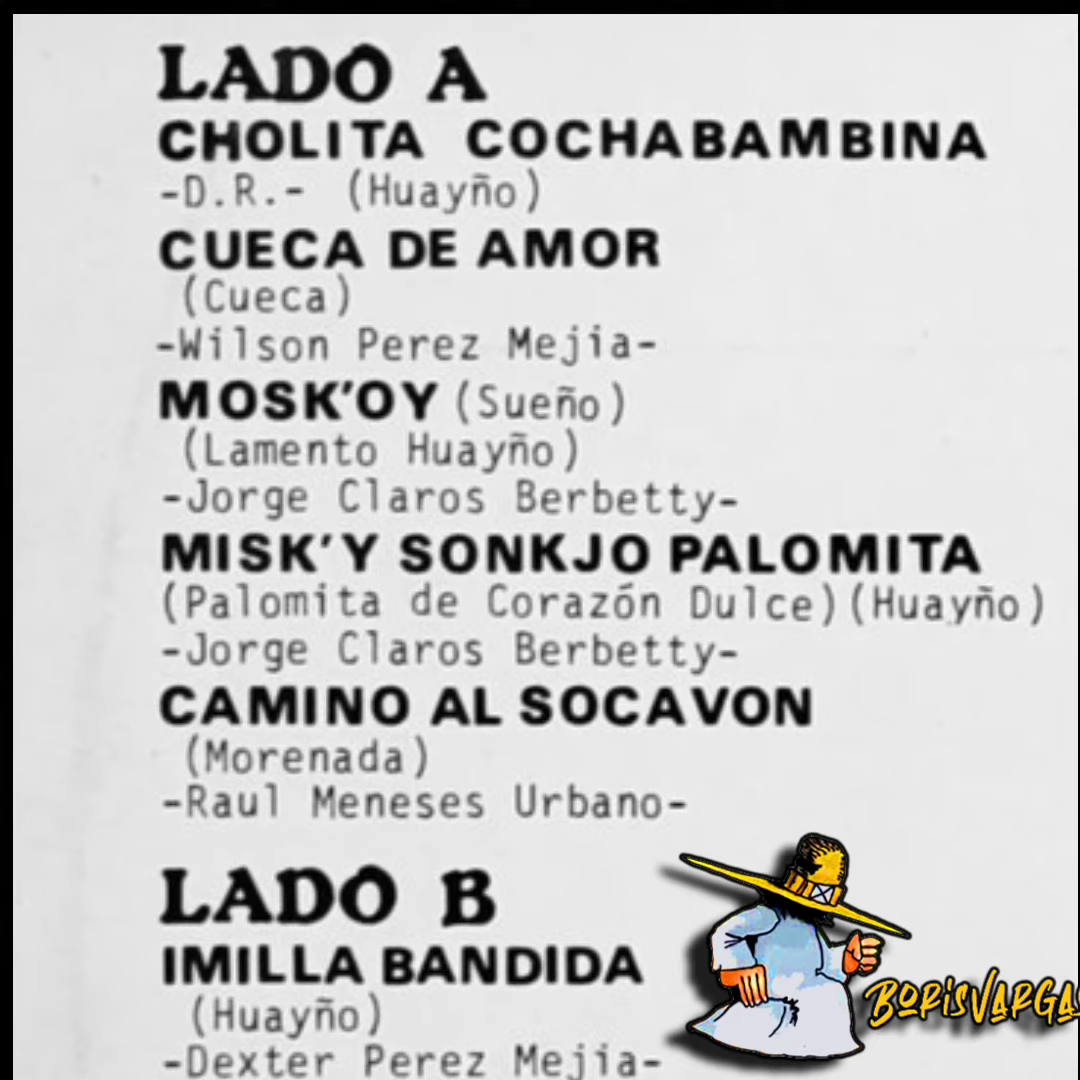 LADO A
CHOLITA COCHABAMBINA
-D.R.- (Huayño)
CUECA DE AMOR
(Cueca)
-Wilson Perez Mejia-
MOSK'OY (Sueño)
(Lamento Huayño)
-Jorge Claros Berbetty-
MISK'Y SONKJO PALOMITA
(Palomita de Corazón Dulce)(Huayño)
-Jorge Claros Berbetty-
CAMINO AL SOCAVON
(Morenada)
-Raul Meneses Urbano-
LADO B
IMILLA BANDIDA
(Huayño)
-Dexter Perez Mejia-
BORISVARGA